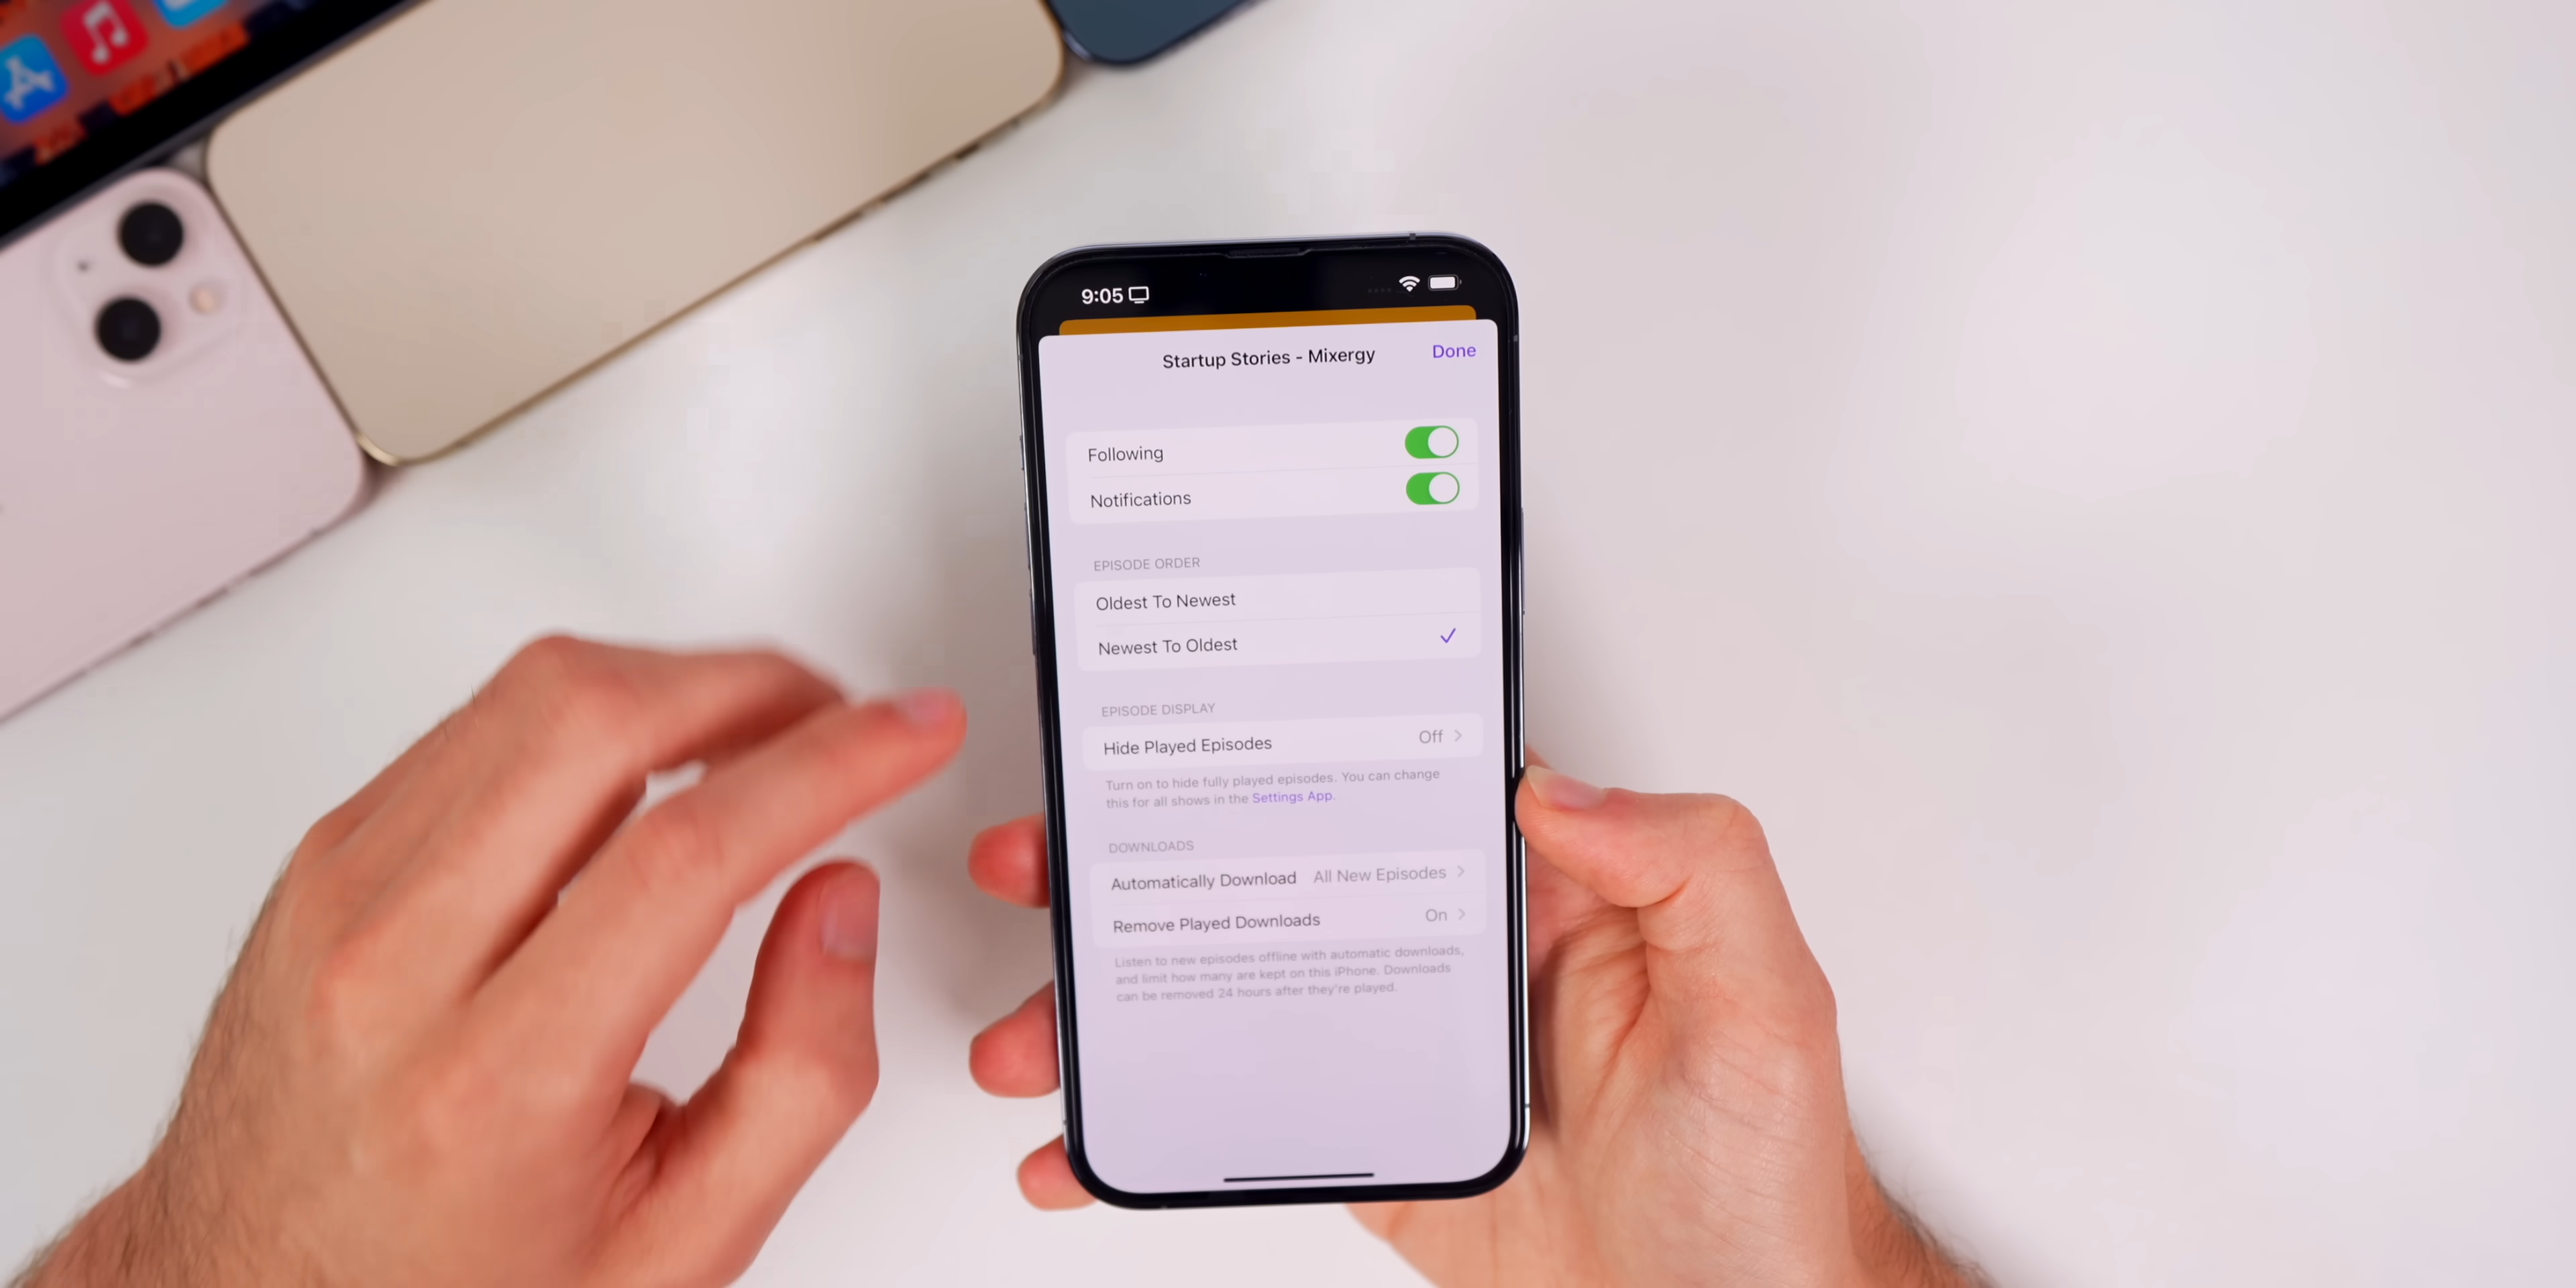 9:05
Startup Stories - Mixergy
Done
Following
Notifications
EPISODE ORDER
Oldest To Newest
Newest To Oldest
EPISODE DISPLAY
Hide Played Episodes Off
Turn on to hide fully played episodes. You can change
this for all shows in the Settings App.
DOWNLOADS
Automatically Download All New Episodes
Remove Played Downloads On
Listen to new episodes offline with automatic downloads,
and limit how many are kept on this iPhone. Downloads
can be removed 24 hours after they're played.